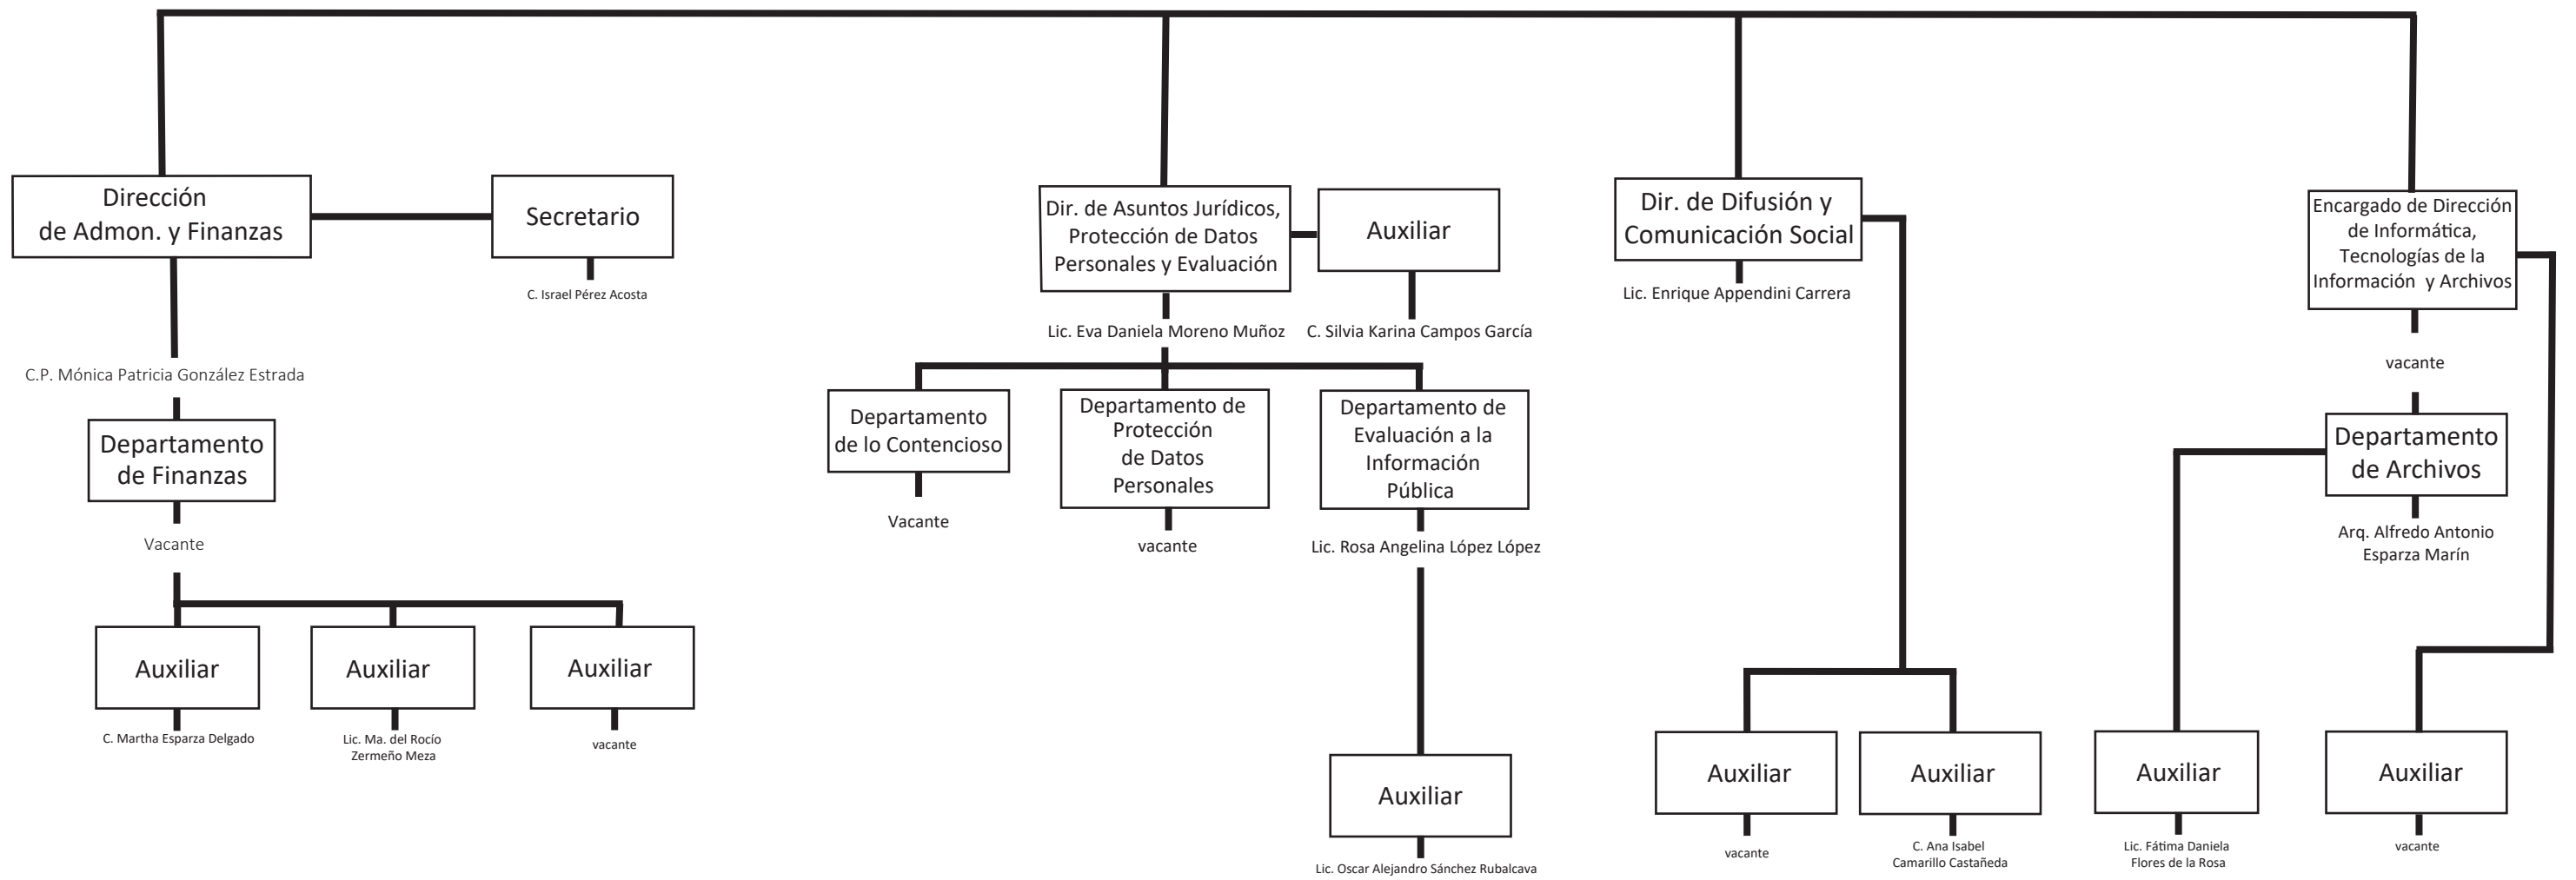 Dirección
de Admon. y Finanzas
Secretario
C. Israel Pérez Acosta
C.P. Mónica Patricia González Estrada
Departamento
de Finanzas
Vacante
Auxiliar
C. Martha Esparza Delgado
Auxiliar
Lic. Ma. del Rocío
Zermeño Meza
Auxiliar
vacante
Dir. de Asuntos Jurídicos,
Protección de Datos
Personales y Evaluación
Auxiliar
Lic. Eva Daniela Moreno Muñoz
C. Silvia Karina Campos García
Departamento
de lo Contencioso
Vacante
Departamento de
Protección
de Datos
Personales
vacante
Departamento de
Evaluación a la
Información
Pública
Lic. Rosa Angelina López López
Auxiliar
Lic. Oscar Alejandro Sánchez Rubalcava
Dir. de Difusión y
Comunicación Social
Lic. Enrique Appendini Carrera
Auxiliar
vacante
Auxiliar
C. Ana Isabel
Camarillo Castañeda
Encargado de Dirección
de Informática,
Tecnologías de la
Información y Archivos
vacante
Departamento
de Archivos
Arq. Alfredo Antonio
Esparza Marín
Auxiliar
Lic. Fátima Daniela
Flores de la Rosa
Auxiliar
vacante